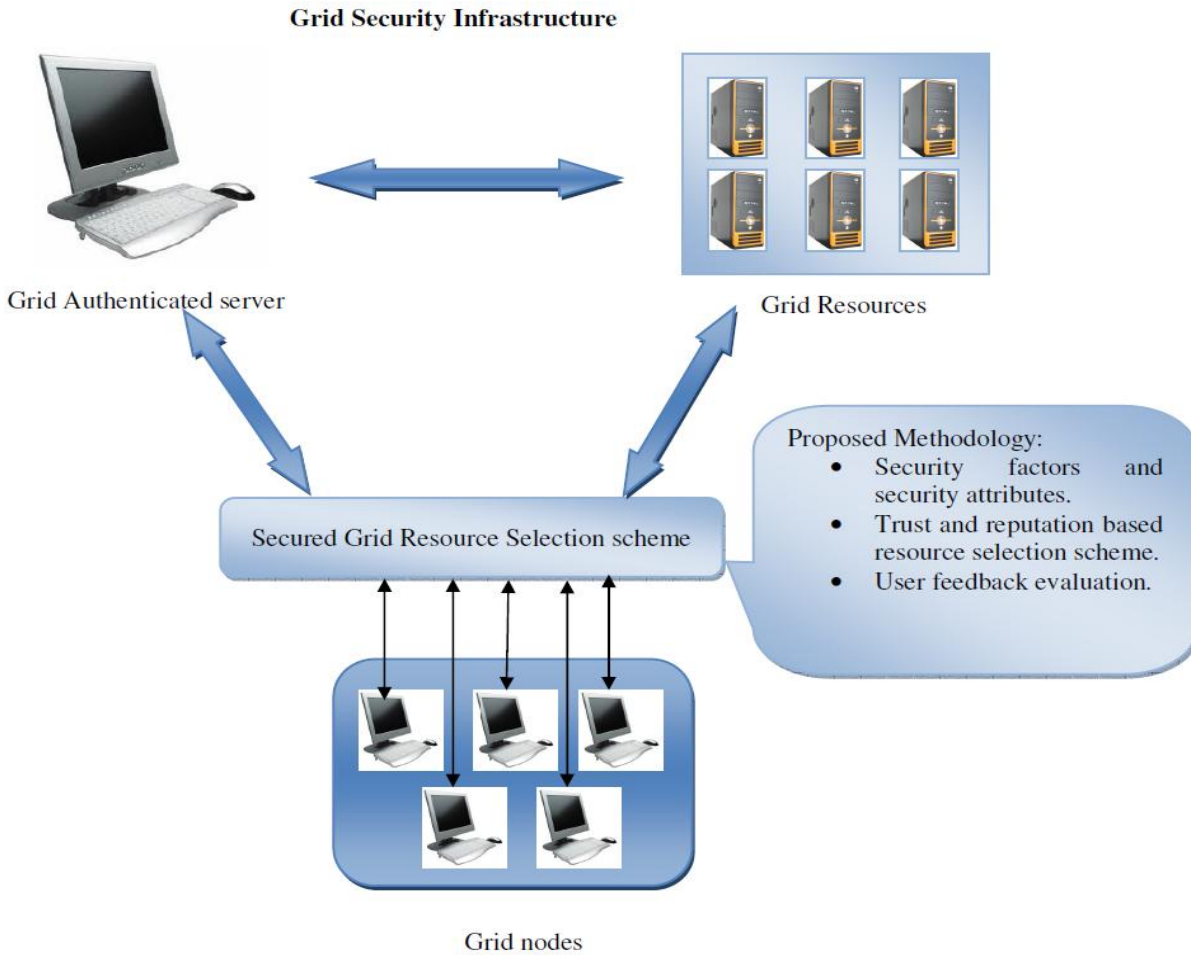 Grid Security Infrastructure
Grid Authenticated server
Grid Resources
Proposed Methodology:
• Security factors and
security attributes.
• Trust and reputation based
resource selection scheme.
• User feedback evaluation.
Secured Grid Resource Selection scheme
Grid nodes